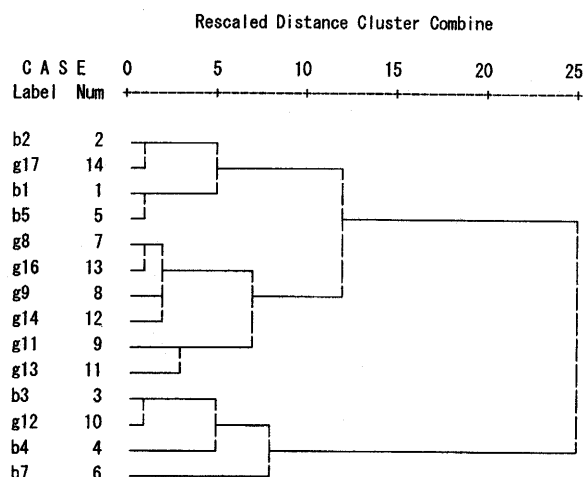 Rescaled Distance Cluster Combine
C A S E 0 5 10 15 20 25
Label Num
b2 2
g17 14
b1 1
b5 5
g8 7
g16 13
g9 8
g14 12
g11 9
g13 11
b3 3
g12 10
b4 4
b7 6